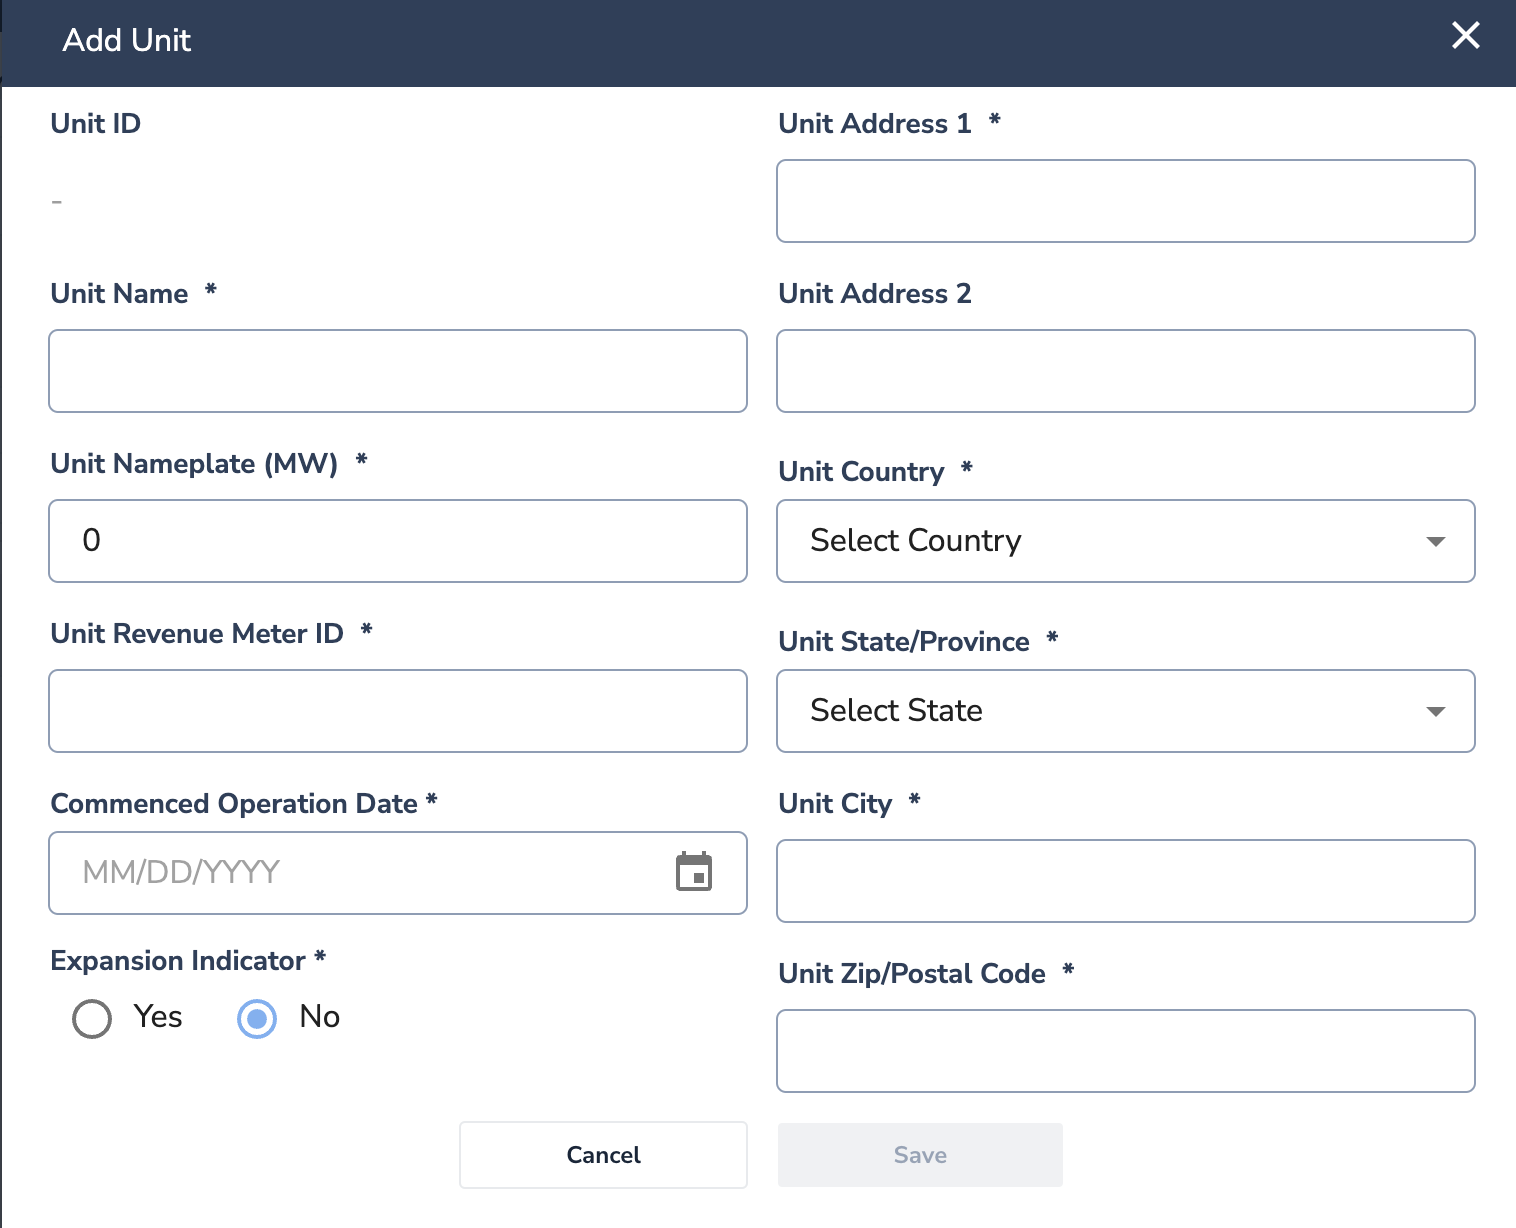 Add Unit
Unit ID
-
Unit Name *
Unit Nameplate (MW) *
0
Unit Revenue Meter ID *
Commenced Operation Date *
MM/DD/YYYY
Expansion Indicator *
Yes No
Unit Address 1 *
Unit Address 2
Unit Country *
Select Country
Unit State/Province *
Select State
Unit City *
Unit Zip/Postal Code *
Cancel Save